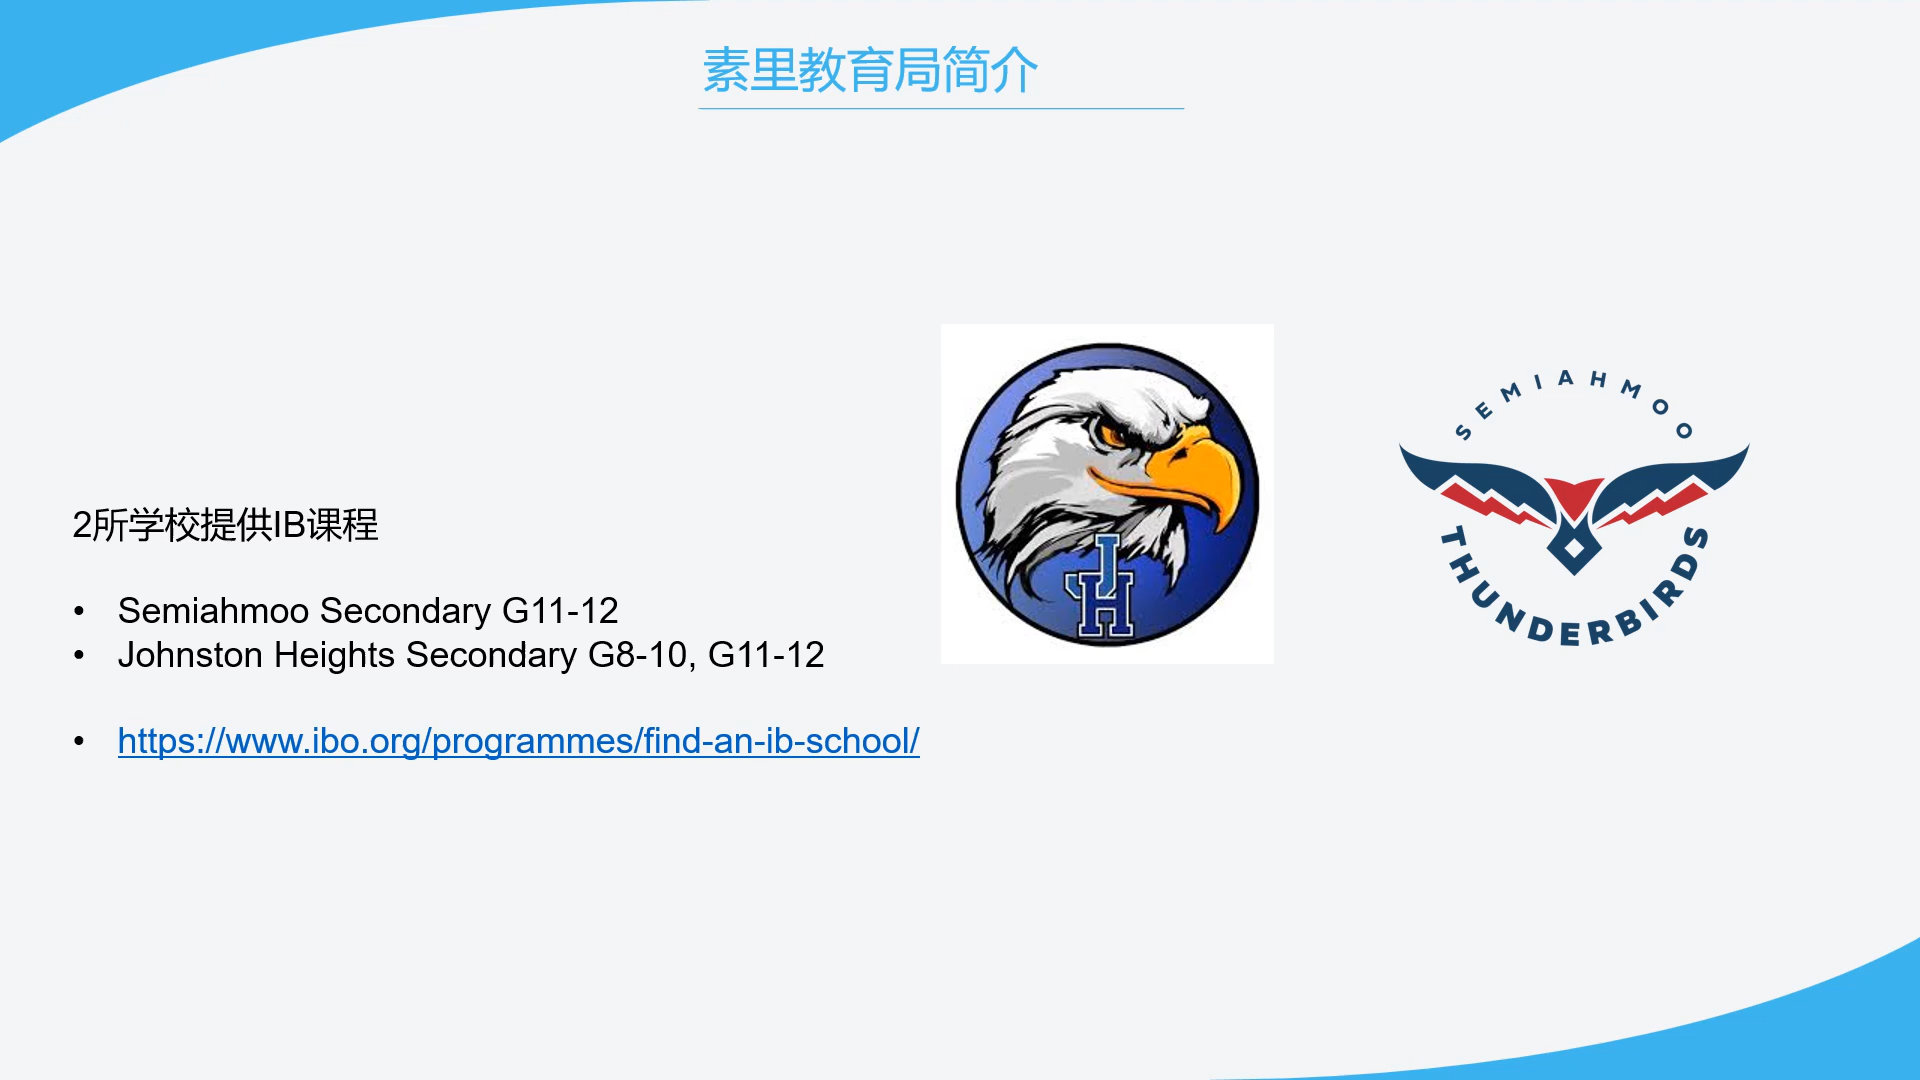 素里教育局简介
2所学校提供IB课程
• Semiahmoo Secondary G11-12
• Johnston Heights Secondary G8-10, G11-12
• https://www.ibo.org/programmes/find-an-ib-school/
JH
SEMIAHMOO
THUNDERBIRDS